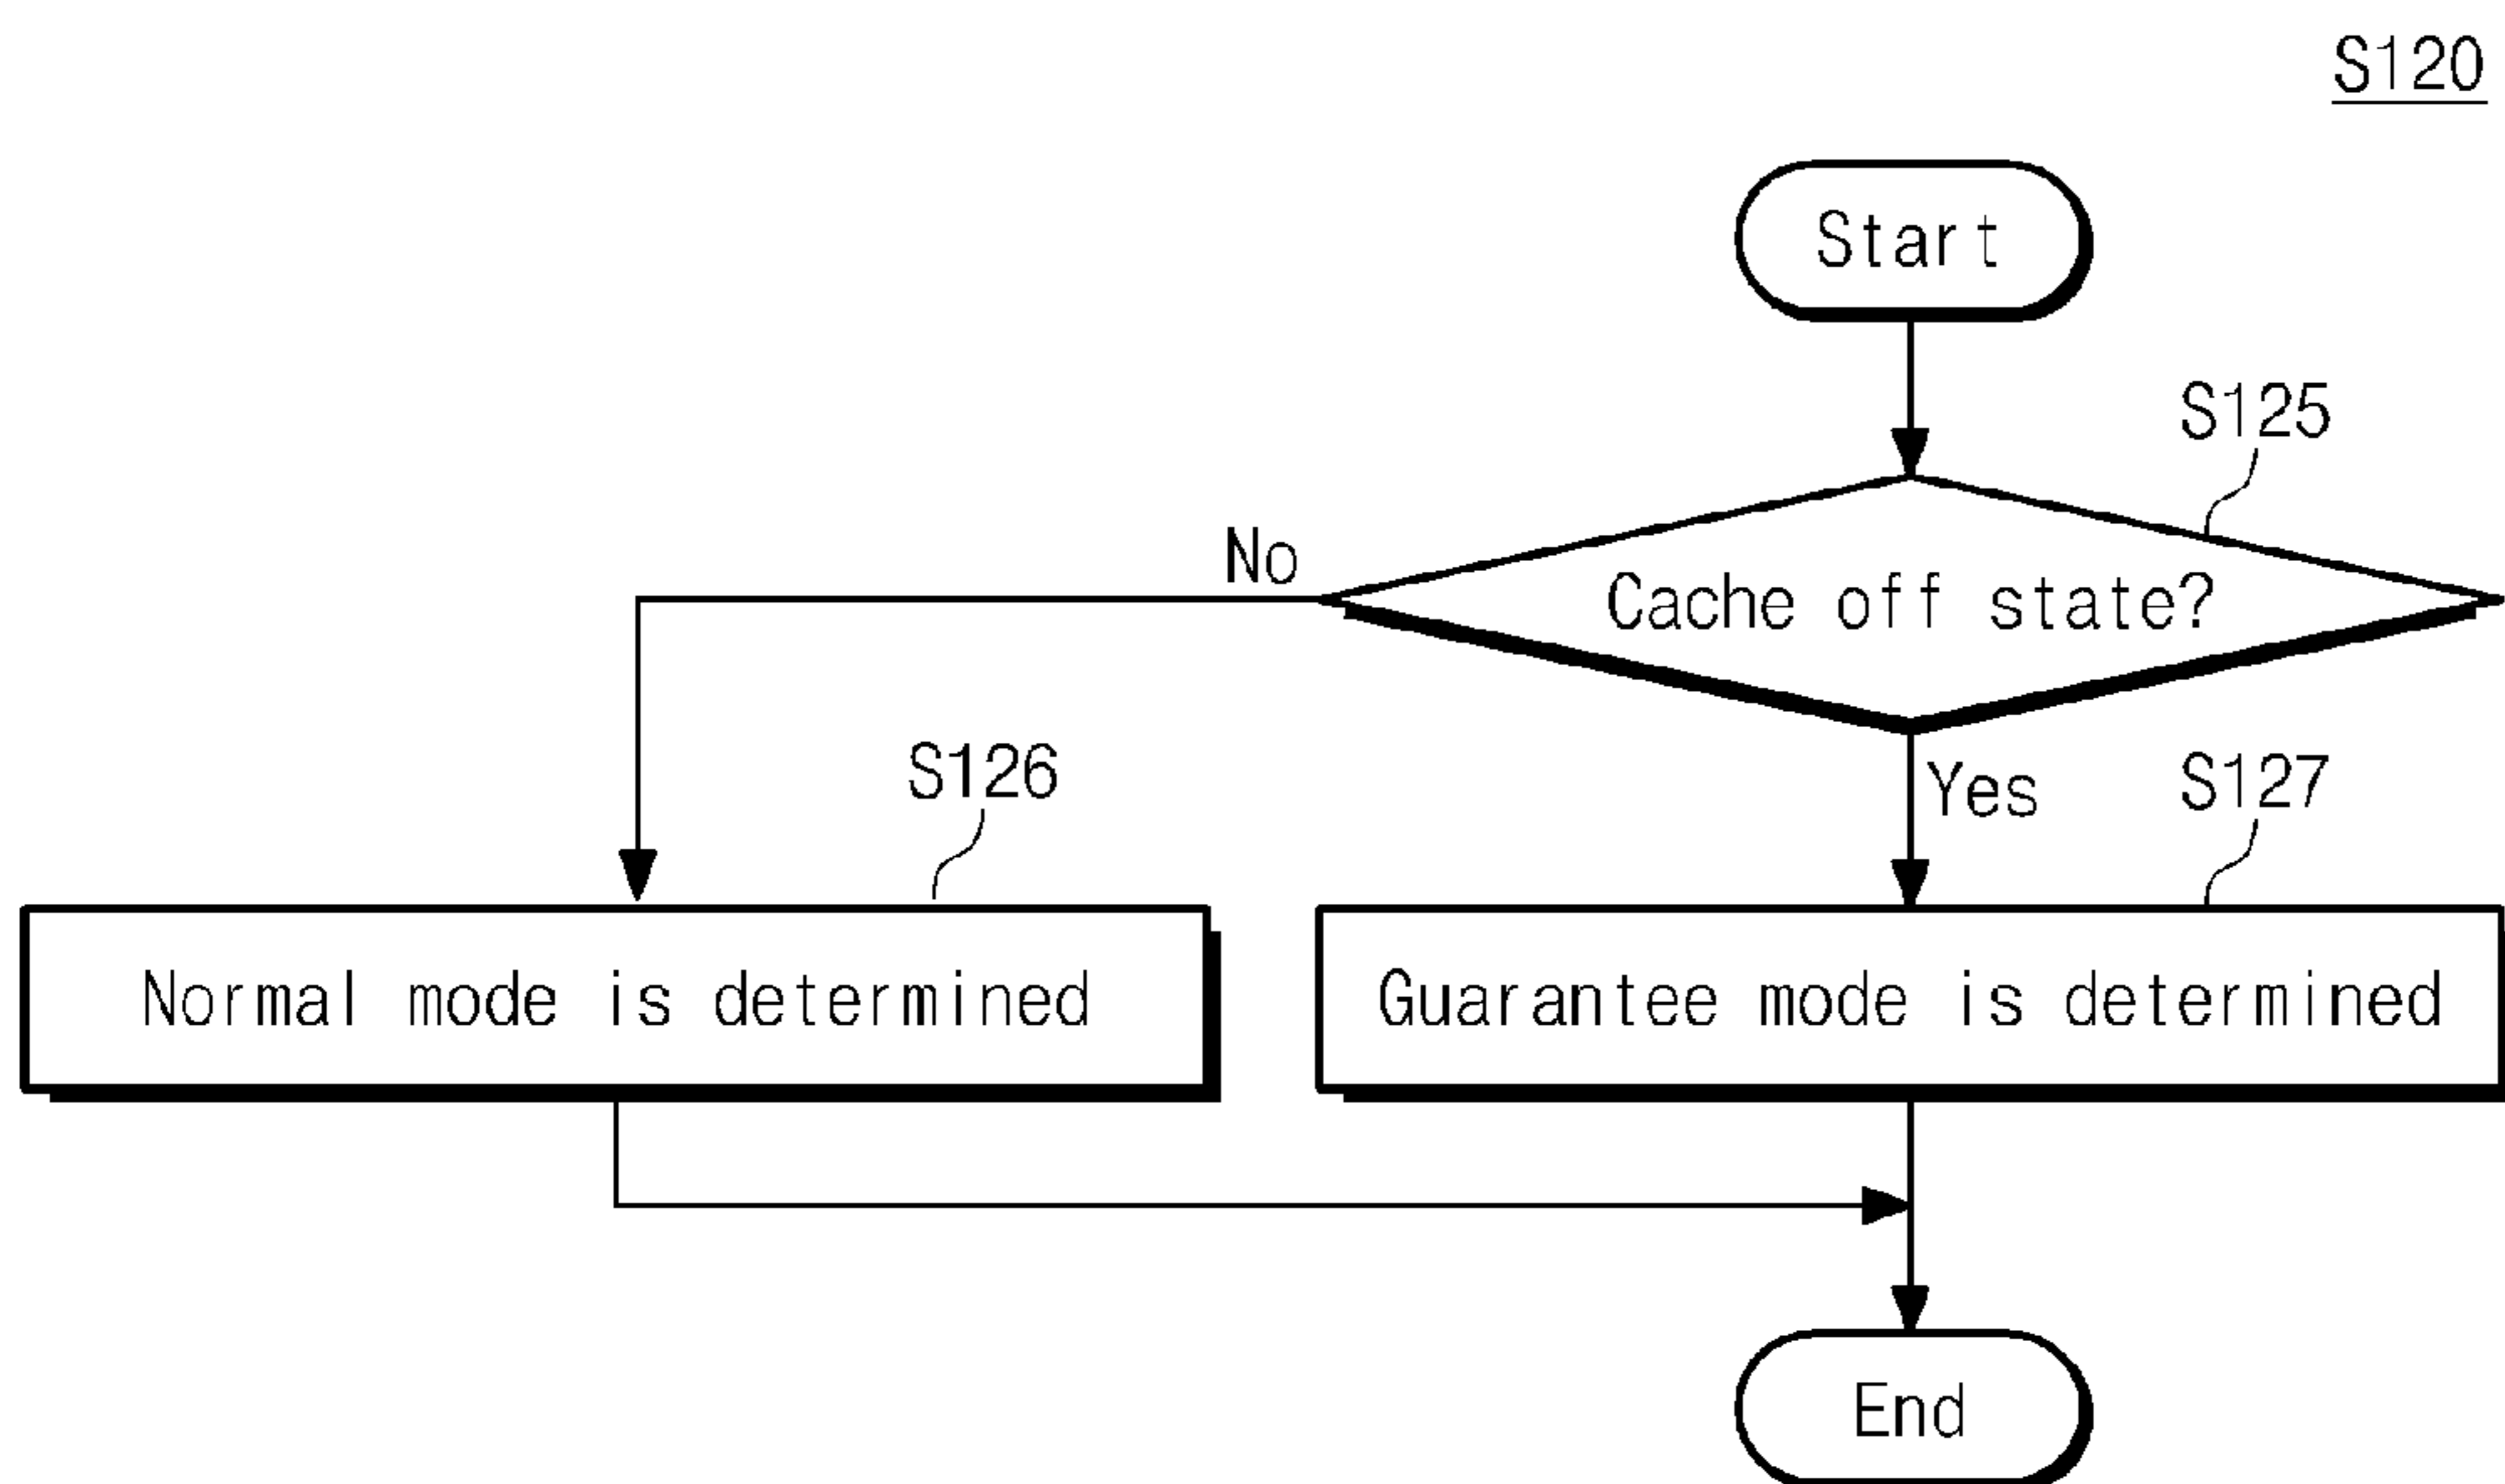 S120
Start
S125
No
Cache off state?
S126
Yes
S127
Normal mode is determined
Guarantee mode is determined
End